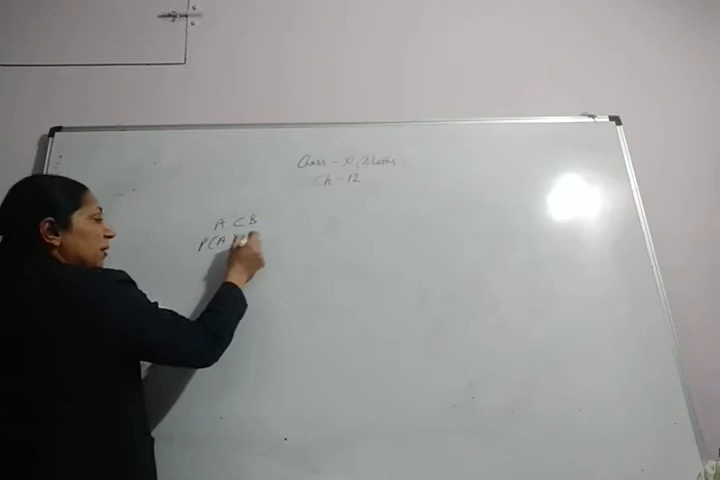 Class - XI / Maths
Ch - 12
A ⊂ B
P(A